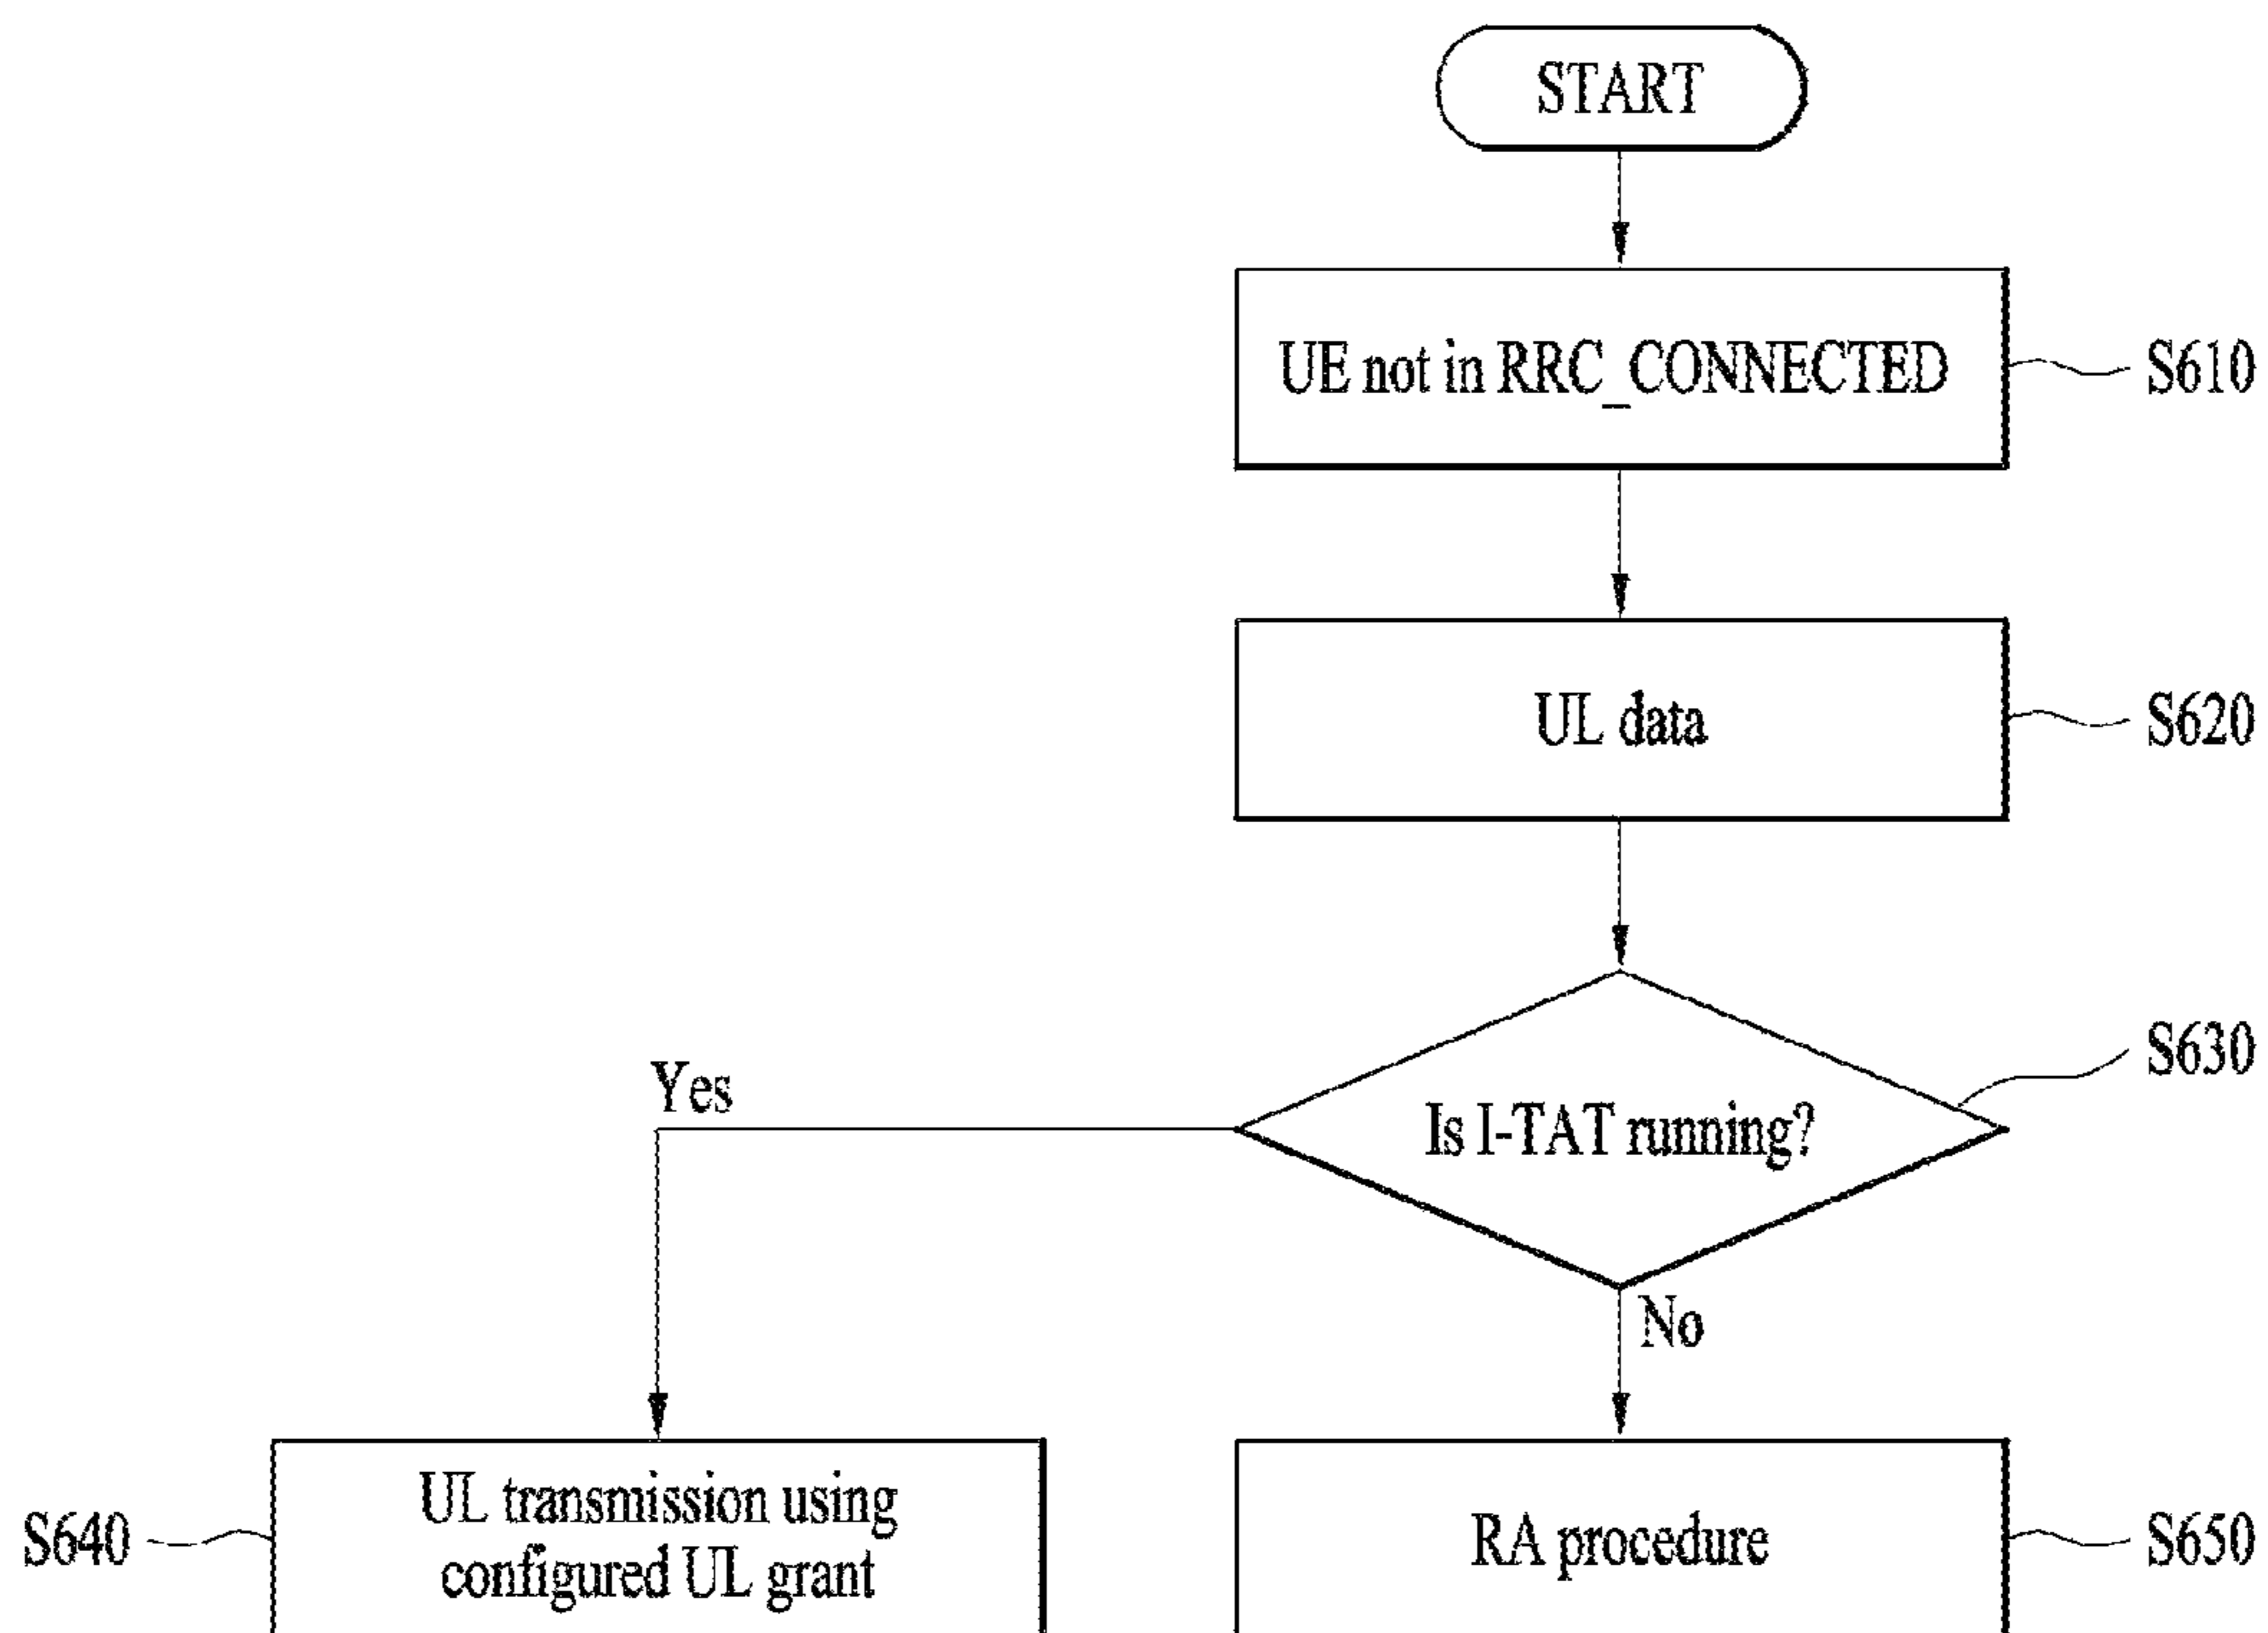 START
UE not in RRC_CONNECTED
S610
UL data
S620
S630
Is I-TAT running?
Yes
No
UL transmission using
configured UL grant
S640
RA procedure
S650